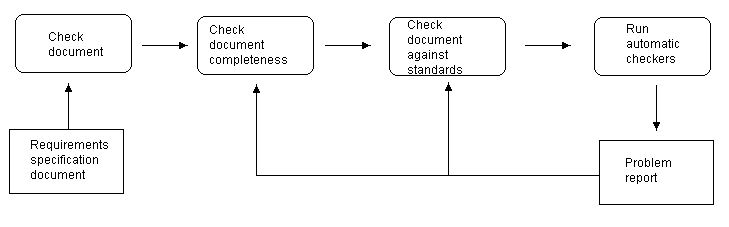 Check
document
Check
document
completeness
Check
document
against
standards
Run
automatic
checkers
Requirements
specification
document
Problem
report